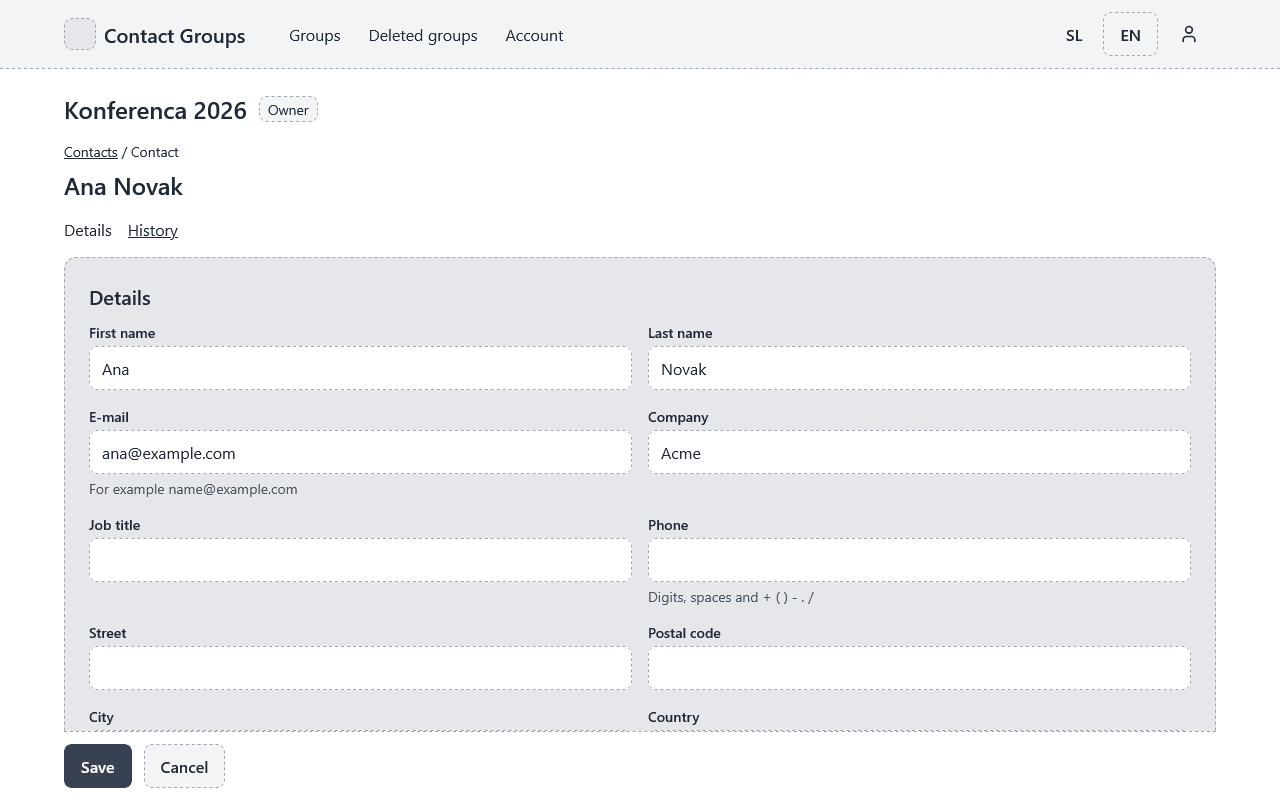 Contact Groups Groups Deleted groups Account SL EN
Konferenca 2026 Owner
Contacts / Contact
Ana Novak
Details History
Details
First name Last name
Ana Novak
E-mail Company
ana@example.com Acme
For example name@example.com
Job title Phone
Digits, spaces and + ( ) - . /
Street Postal code
City Country
Save Cancel